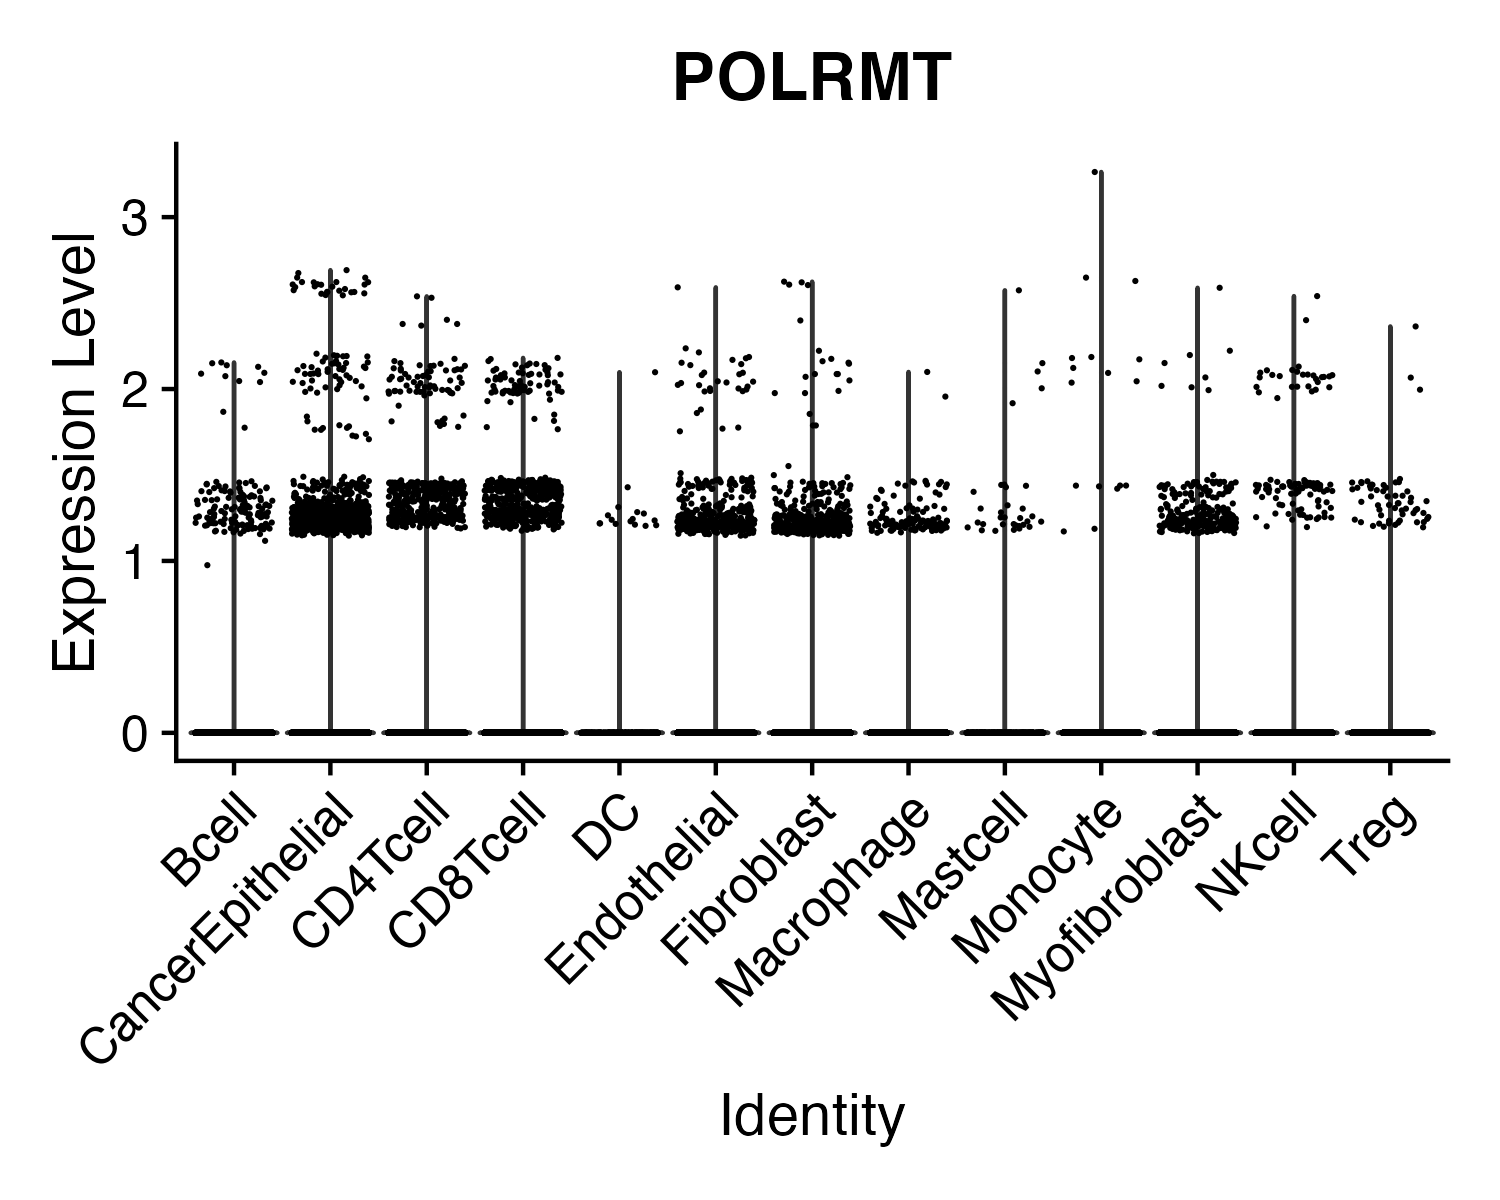 POLRMT
Expression Level
3
2
1
0
Bcell
CancerEpithelial
CD4Tcell
CD8Tcell
DC
Endothelial
Fibroblast
Macrophage
Mastcell
Monocyte
Myofibroblast
NKcell
Treg
Identity